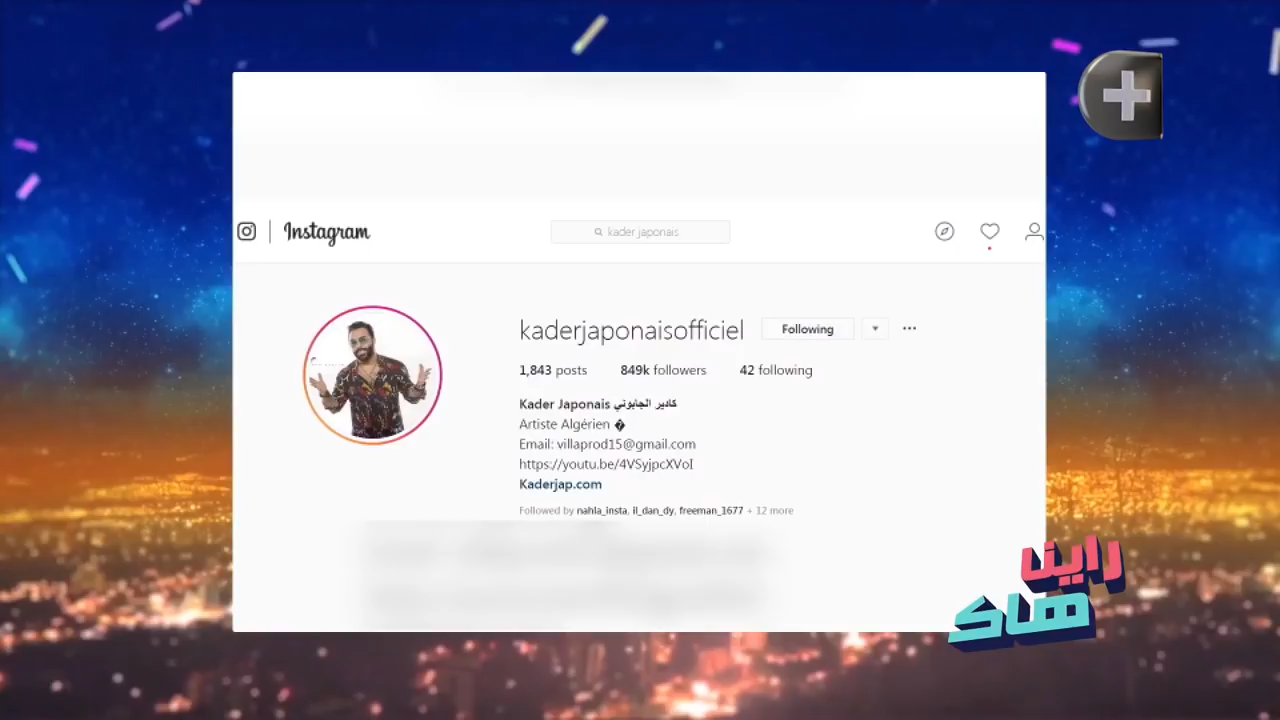 Instagram
kader japonais
kaderjaponaisofficiel Following
1,843 posts 849k followers 42 following
Kader Japonais كادير الجابوني
Artiste Algérien �
Email: villaprod15@gmail.com
https://youtu.be/4VSyjpcXVoI
Kaderjap.com
Followed by nahla_insta, il_dan_dy, freeman_1677 + 12 more
راينا
هاك